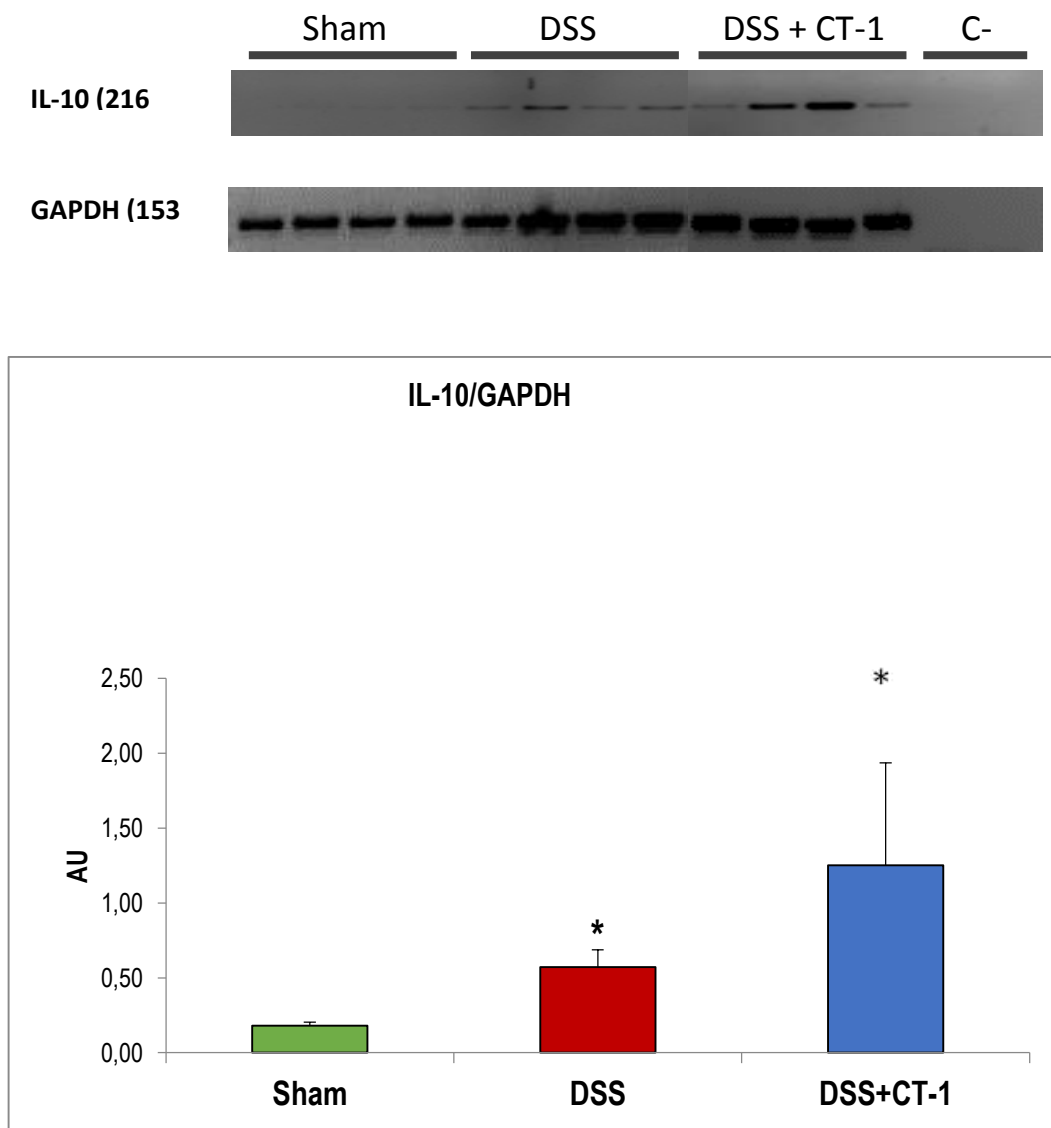 Sham DSS DSS + CT-1 C-
IL-10 (216
GAPDH (153
IL-10/GAPDH
2,50
*
2,00
1,50
AU
1,00
*
0,50
0,00
Sham DSS DSS+CT-1